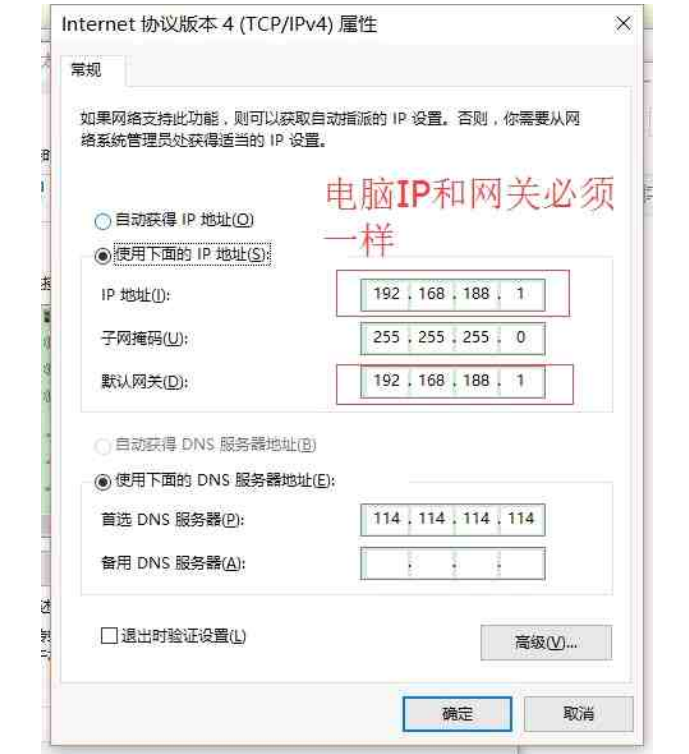 Internet 协议版本 4 (TCP/IPv4) 属性
常规
如果网络支持此功能，则可以获取自动指派的 IP 设置。否则，你需要从网
络系统管理员处获得适当的 IP 设置。
电脑IP和网关必须
一样
自动获得 IP 地址(O)
使用下面的 IP 地址(S):
IP 地址(I): 192 . 168 . 188 . 1
子网掩码(U): 255 . 255 . 255 . 0
默认网关(D): 192 . 168 . 188 . 1
自动获得 DNS 服务器地址(B)
使用下面的 DNS 服务器地址(E):
首选 DNS 服务器(P): 114 . 114 . 114 . 114
备用 DNS 服务器(A): . . .
退出时验证设置(L)
高级(V)...
确定 取消